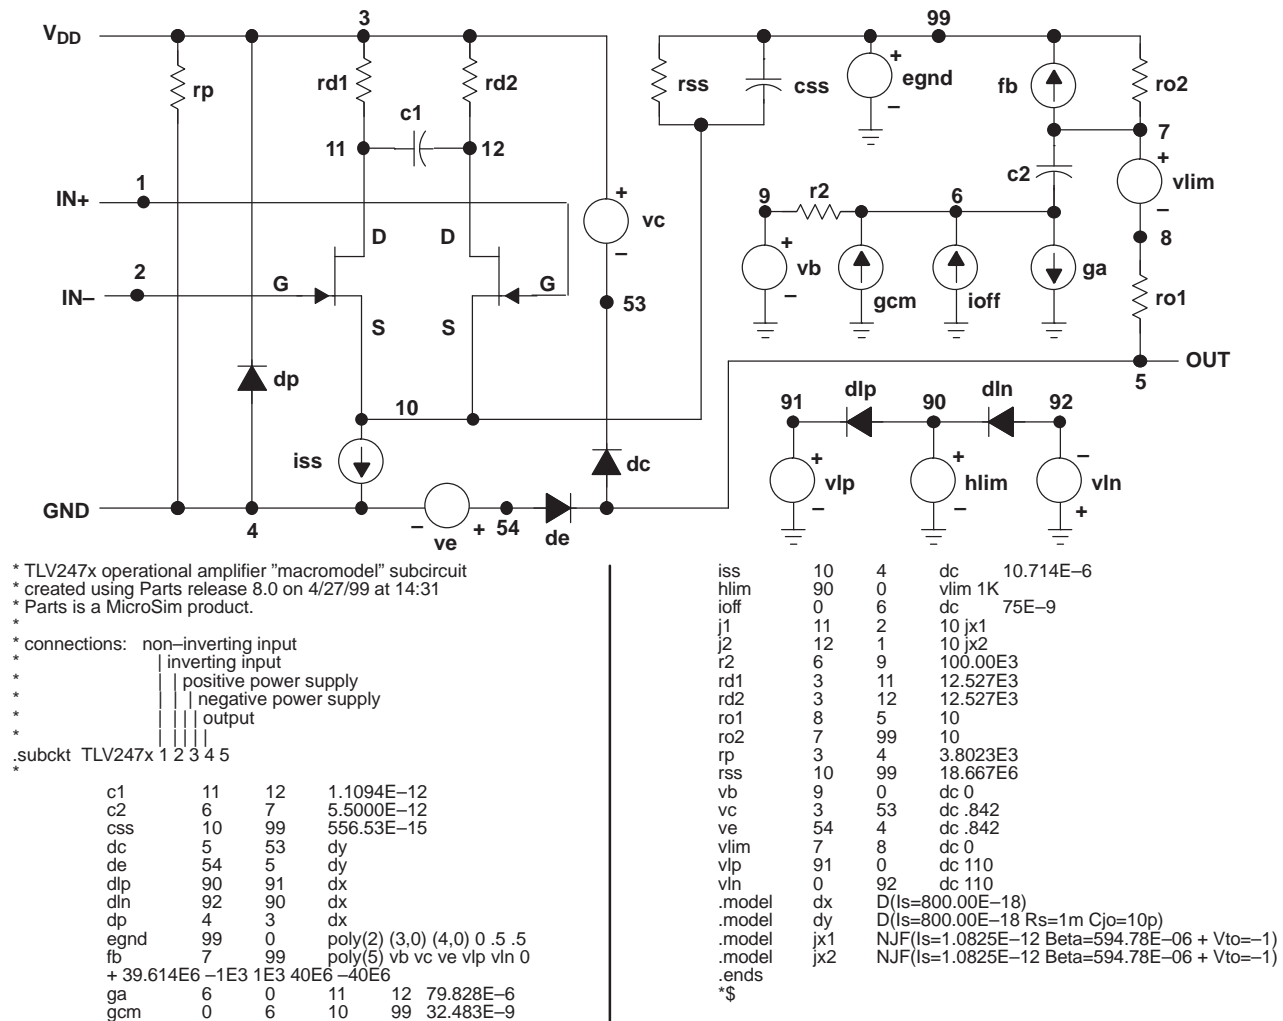 3
99
VDD
rp
rd1
rd2
c1
11
12
rss
css
egnd
+
–
fb
ro2
7
c2
+
vlim
–
8
ro1
1
IN+
2
IN–
D
D
G
G
S
S
+
vc
–
53
9
r2
6
+
vb
–
gcm
ioff
ga
OUT
5
dp
10
iss
dc
GND
4
–
ve
+
54
de
91
dlp
90
dln
92
+
vlp
–
+
hlim
–
–
vln
+
* TLV247x operational amplifier ”macromodel” subcircuit
* created using Parts release 8.0 on 4/27/99 at 14:31
* Parts is a MicroSim product.
*
* connections: non–inverting input
* | inverting input
* | | positive power supply
* | | | negative power supply
* | | | | output
* | | | | |
.subckt TLV247x 1 2 3 4 5
*
c1 11 12 1.1094E–12
c2 6 7 5.5000E–12
css 10 99 556.53E–15
dc 5 53 dy
de 54 5 dy
dlp 90 91 dx
dln 92 90 dx
dp 4 3 dx
egnd 99 0 poly(2) (3,0) (4,0) 0 .5 .5
fb 7 99 poly(5) vb vc ve vlp vln 0
+ 39.614E6 –1E3 1E3 40E6 –40E6
ga 6 0 11 12 79.828E–6
gcm 0 6 10 99 32.483E–9
iss 10 4 dc 10.714E–6
hlim 90 0 vlim 1K
ioff 0 6 dc 75E–9
j1 11 2 10 jx1
j2 12 1 10 jx2
r2 6 9 100.00E3
rd1 3 11 12.527E3
rd2 3 12 12.527E3
ro1 8 5 10
ro2 7 99 10
rp 3 4 3.8023E3
rss 10 99 18.667E6
vb 9 0 dc 0
vc 3 53 dc .842
ve 54 4 dc .842
vlim 7 8 dc 0
vlp 91 0 dc 110
vln 0 92 dc 110
.model dx D(Is=800.00E–18)
.model dy D(Is=800.00E–18 Rs=1m Cjo=10p)
.model jx1 NJF(Is=1.0825E–12 Beta=594.78E–06 + Vto=–1)
.model jx2 NJF(Is=1.0825E–12 Beta=594.78E–06 + Vto=–1)
.ends
*$